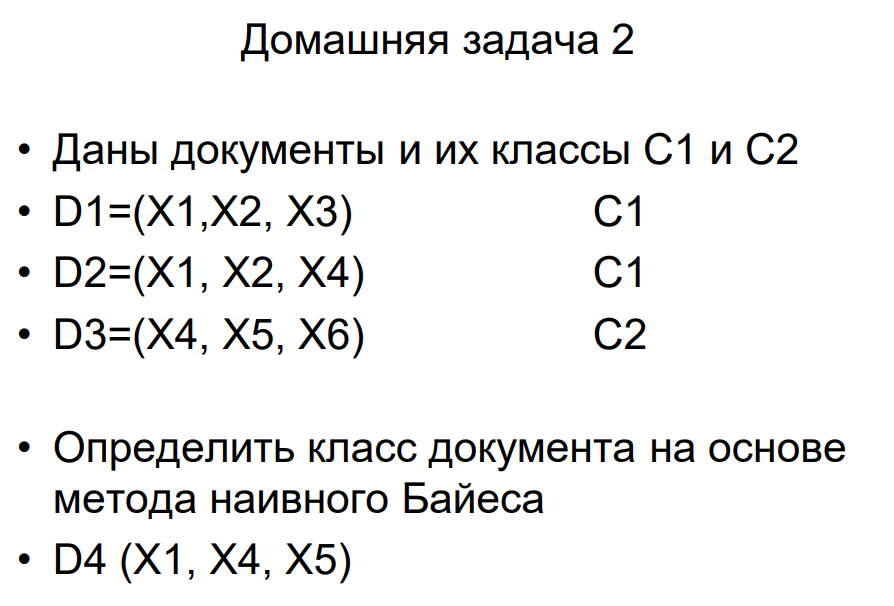 Домашняя задача 2
• Даны документы и их классы C1 и C2
• D1=(X1,X2, X3) C1
• D2=(X1, X2, X4) C1
• D3=(X4, X5, X6) C2
• Определить класс документа на основе
метода наивного Байеса
• D4 (X1, X4, X5)